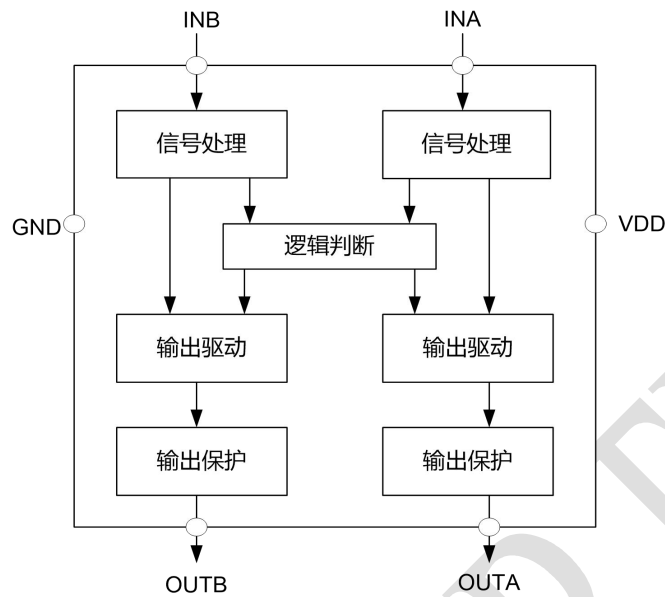 INB
INA
信号处理
信号处理
GND
VDD
逻辑判断
输出驱动
输出驱动
输出保护
输出保护
OUTB
OUTA